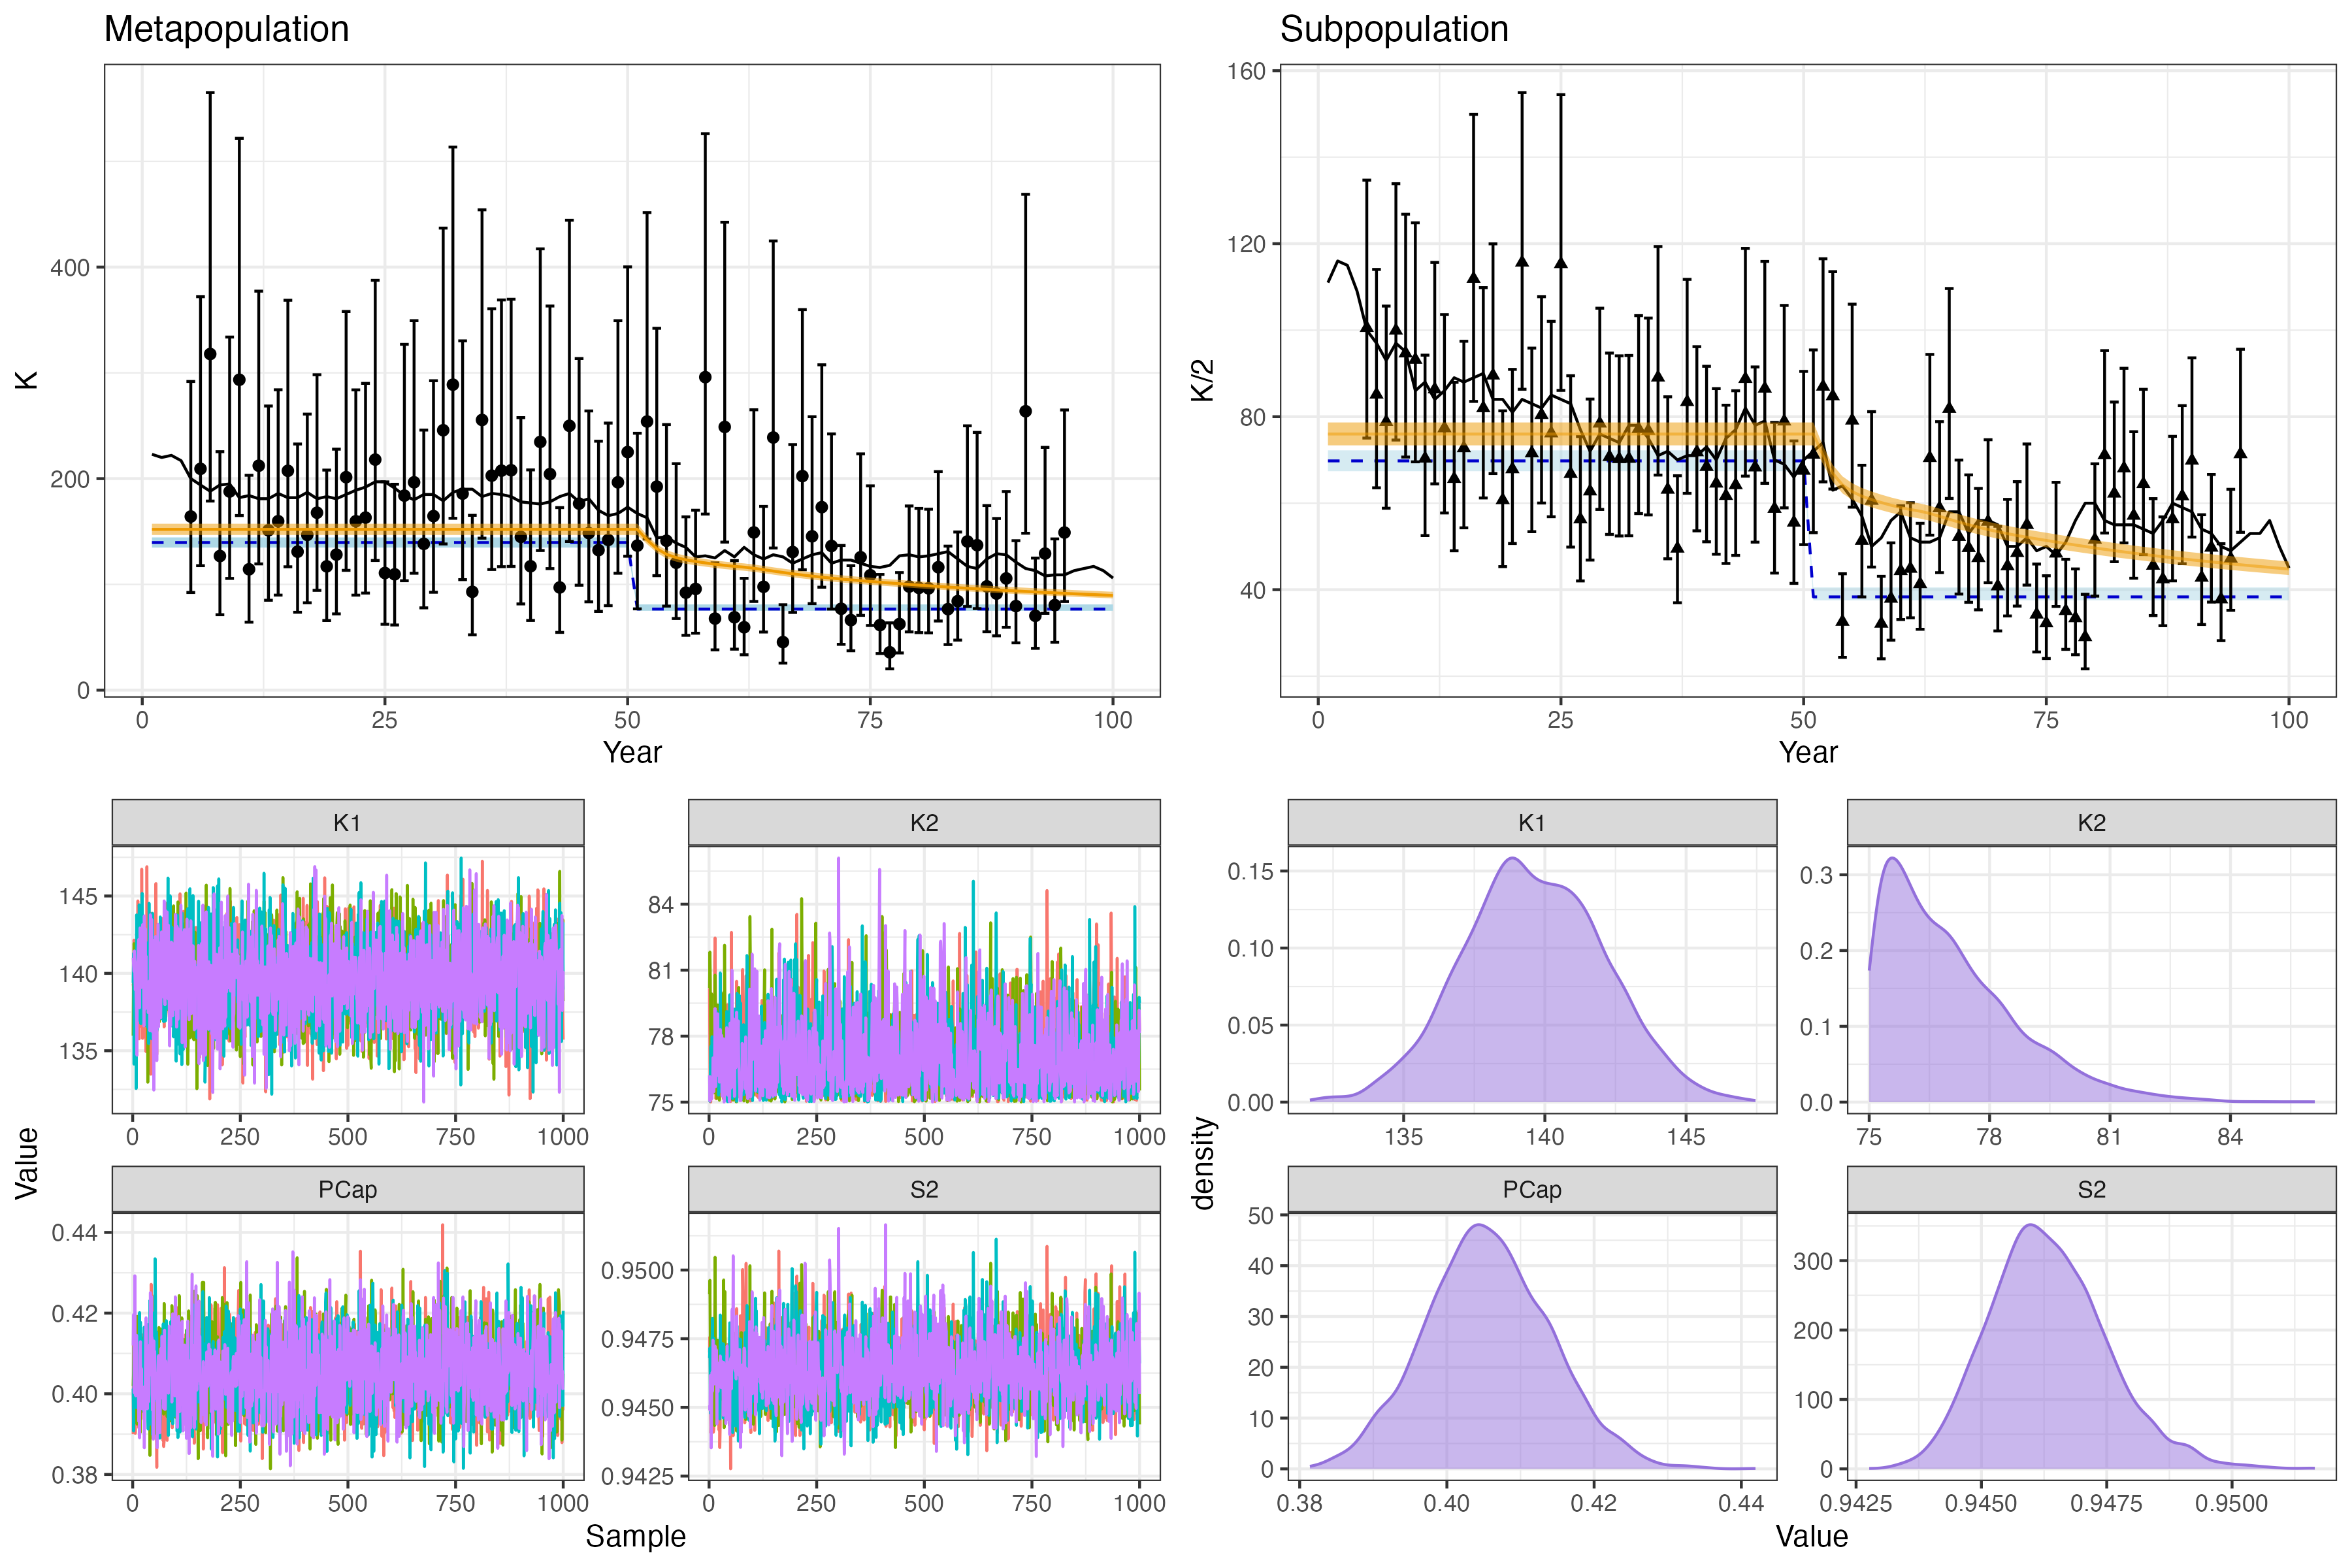 Metapopulation
Subpopulation
K
400
200
0
0 25 50 75 100
Year
K/2
160
120
80
40
0 25 50 75 100
Year
Value
K1
145
140
135
0 250 500 750 1000
K2
84
81
78
75
0 250 500 750 1000
PCap
0.44
0.42
0.40
0.38
0 250 500 750 1000
S2
0.9500
0.9475
0.9450
0.9425
0 250 500 750 1000
Sample
density
K1
0.15
0.10
0.05
0.00
135 140 145
K2
0.3
0.2
0.1
0.0
75 78 81 84
PCap
50
40
30
20
10
0
0.38 0.40 0.42 0.44
S2
300
200
100
0
0.9425 0.9450 0.9475 0.9500
Value